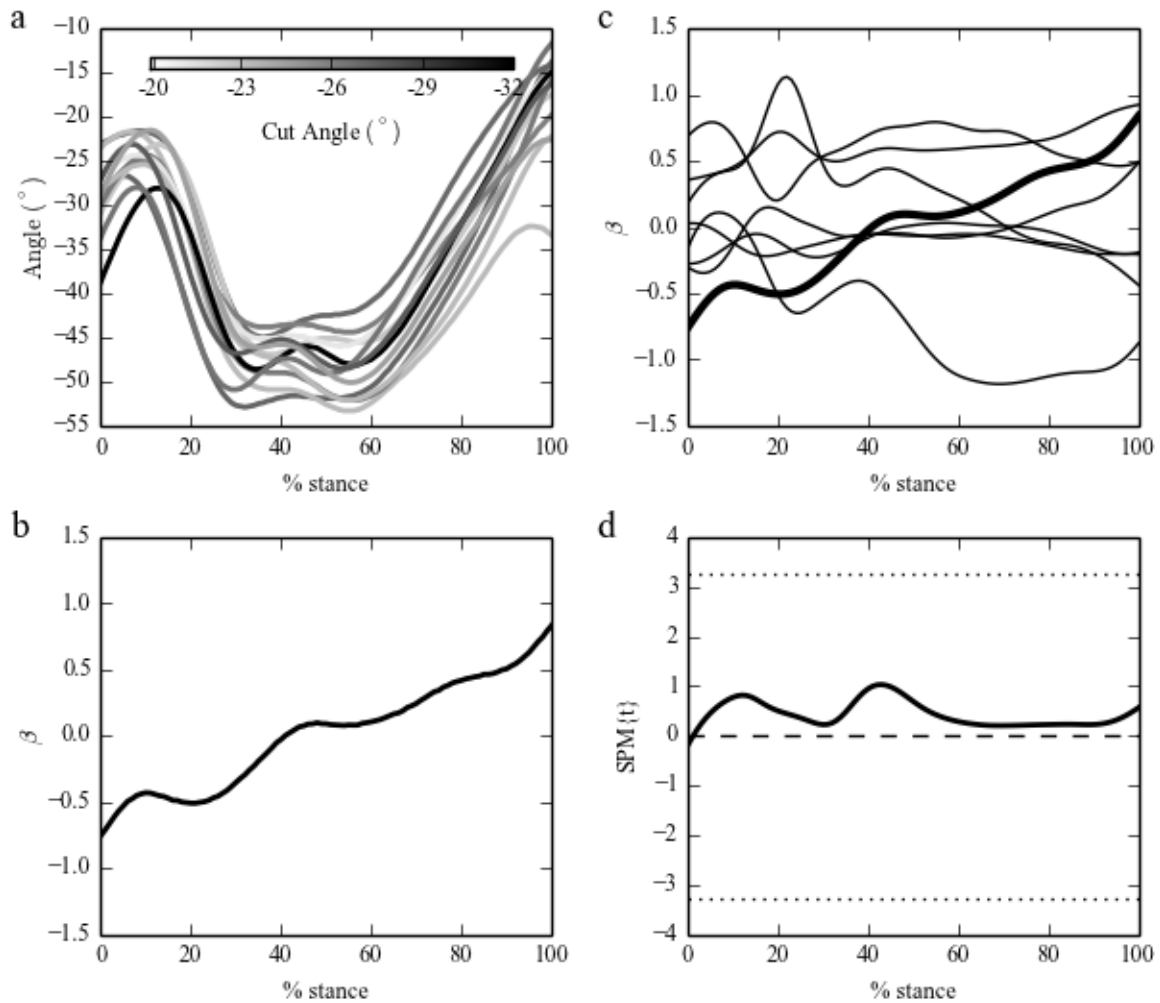 a
−10
−15
−20
−25
−30
−35
−40
−45
−50
−55
Angle (°)
-20 -23 -26 -29 -32
Cut Angle (°)
0 20 40 60 80 100
% stance
c
1.5
1.0
0.5
0.0
−0.5
−1.0
−1.5
β
0 20 40 60 80 100
% stance
b
1.5
1.0
0.5
0.0
−0.5
−1.0
−1.5
β
0 20 40 60 80 100
% stance
d
4
3
2
1
0
−1
−2
−3
−4
SPM{t}
0 20 40 60 80 100
% stance